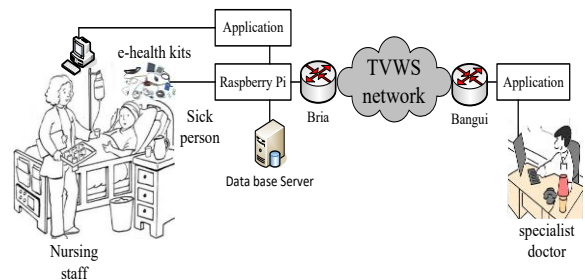 Application
e-health kits
Raspberry Pi
TVWS
network
Application
Bria
Bangui
Sick
person
Data base Server
Nursing
staff
specialist
doctor